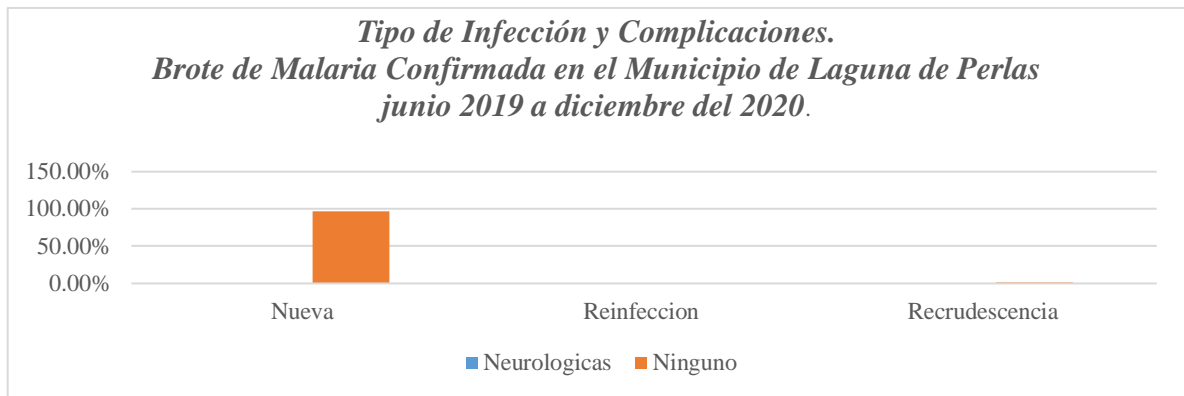 Tipo de Infección y Complicaciones.
Brote de Malaria Confirmada en el Municipio de Laguna de Perlas
junio 2019 a diciembre del 2020.
150.00%
100.00%
50.00%
0.00%
Nueva Reinfeccion Recrudescencia
Neurologicas Ninguno